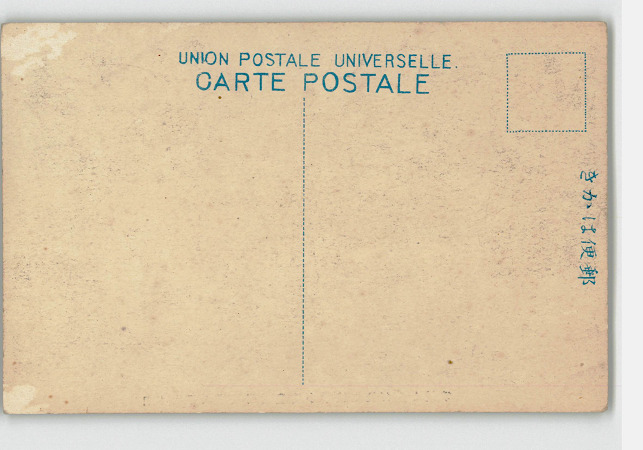 UNION POSTALE UNIVERSELLE.
CARTE POSTALE
きかは便郵